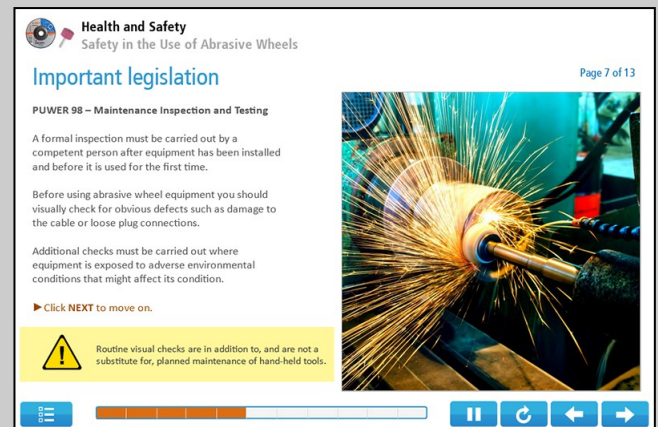 Health and Safety
Safety in the Use of Abrasive Wheels
Important legislation
Page 7 of 13
PUWER 98 – Maintenance Inspection and Testing
A formal inspection must be carried out by a
competent person after equipment has been installed
and before it is used for the first time.
Before using abrasive wheel equipment you should
visually check for obvious defects such as damage to
the cable or loose plug connections.
Additional checks must be carried out where
equipment is exposed to adverse environmental
conditions that might affect its condition.
Click NEXT to move on.
Routine visual checks are in addition to, and are not a
substitute for, planned maintenance of hand-held tools.